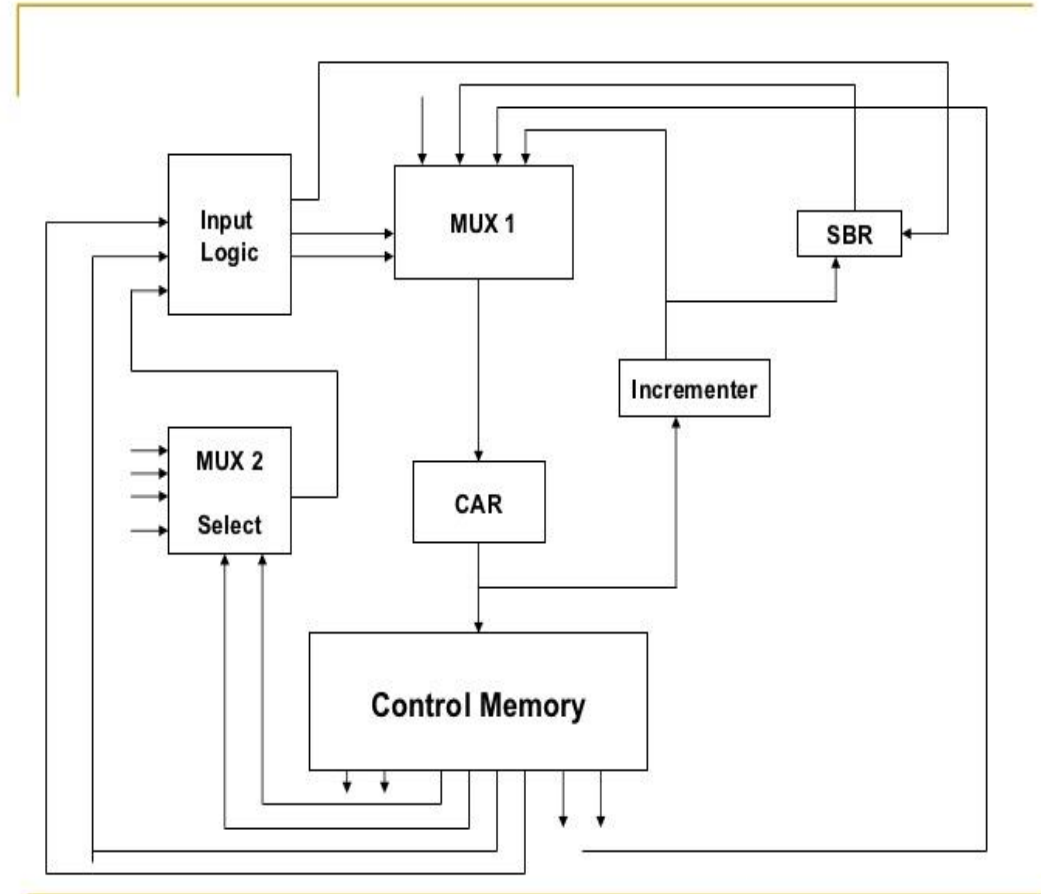 Input
Logic
MUX 1
SBR
Incrementer
MUX 2
Select
CAR
Control Memory